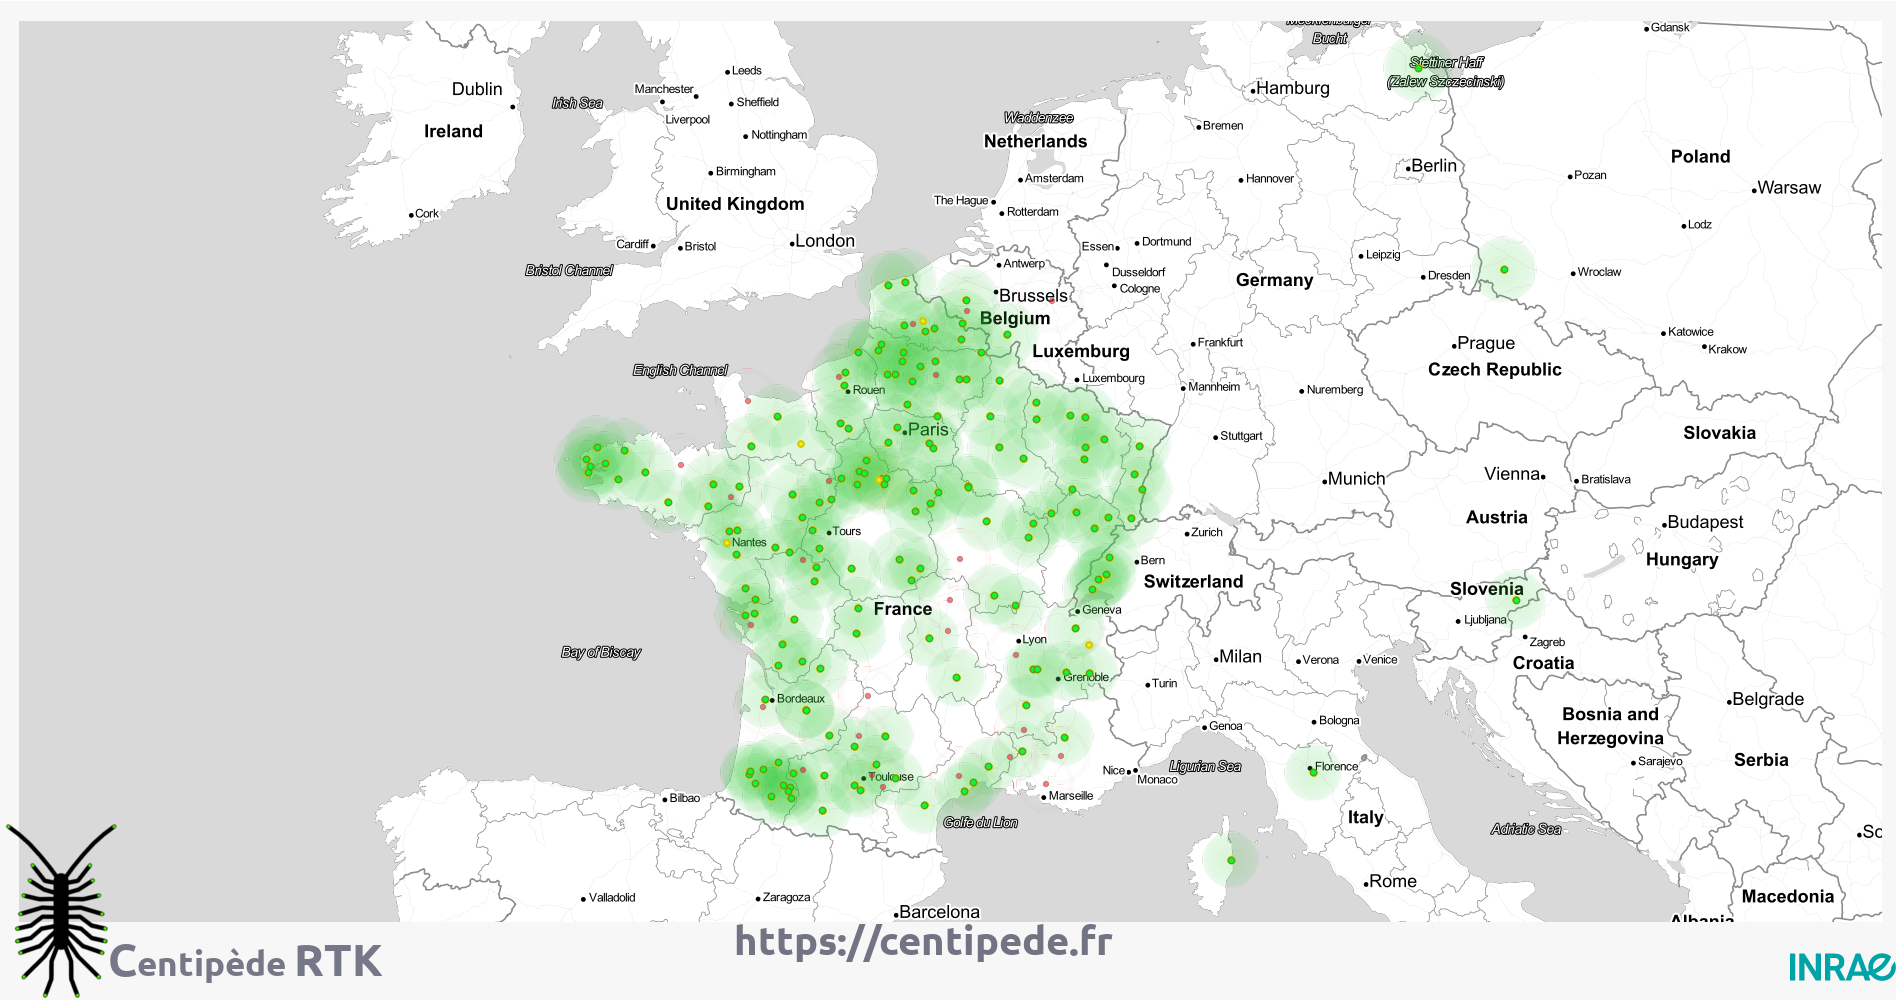 Mecklenburger
Bucht
Gdansk
Stettiner Haff
(Zalew Szczecinski)
Leeds
Dublin
Manchester
Sheffield
Irish Sea
Hamburg
Liverpool
Waddenzee
Bremen
Ireland
Nottingham
Netherlands
Poland
Birmingham
Berlin
Amsterdam
Hannover
Pozan
Warsaw
The Hague
Rotterdam
United Kingdom
Cork
Lodz
Cardiff
Bristol
London
Essen
Dortmund
Leipzig
Antwerp
Bristol Channel
Dusseldorf
Germany
Dresden
Wroclaw
Cologne
Brussels
Belgium
Katowice
Frankfurt
Prague
Krakow
Luxemburg
English Channel
Czech Republic
Luxembourg
Mannheim
Nuremberg
Rouen
Paris
Stuttgart
Slovakia
Vienna
Munich
Bratislava
Austria
Budapest
Tours
Zurich
Nantes
Bern
Hungary
Switzerland
Slovenia
France
Geneva
Ljubljana
Lyon
Zagreb
Bay of Biscay
Milan
Verona
Venice
Croatia
Grenoble
Turin
Bordeaux
Belgrade
Bosnia and
Herzegovina
Genoa
Bologna
Serbia
Sarajevo
Ligurian Sea
Florence
Nice
Monaco
Toulouse
Bilbao
Marseille
Golfe du Lion
Italy
Adriatic Sea
So
Rome
Valladolid
Zaragoza
Macedonia
Barcelona
Albania
https://centipede.fr
Centipède RTK
INRAE